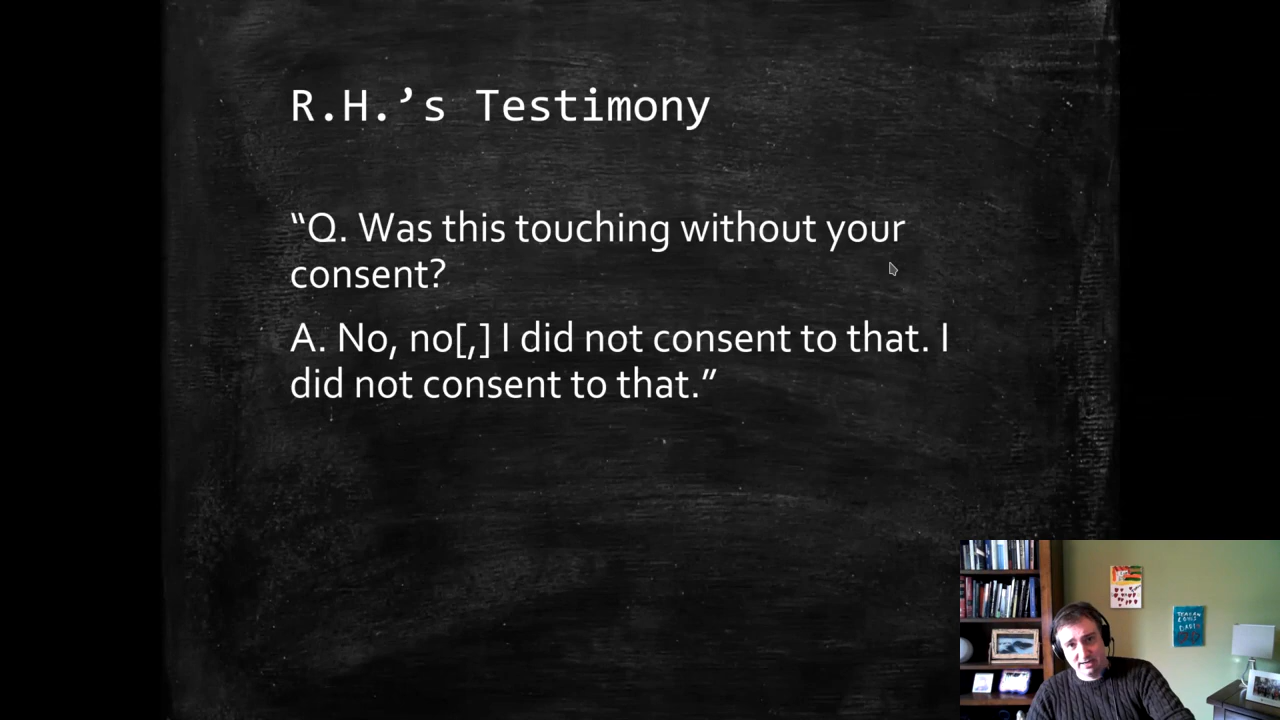 R.H.’s Testimony
“Q. Was this touching without your
consent?
A. No, no[,] I did not consent to that. I
did not consent to that.”